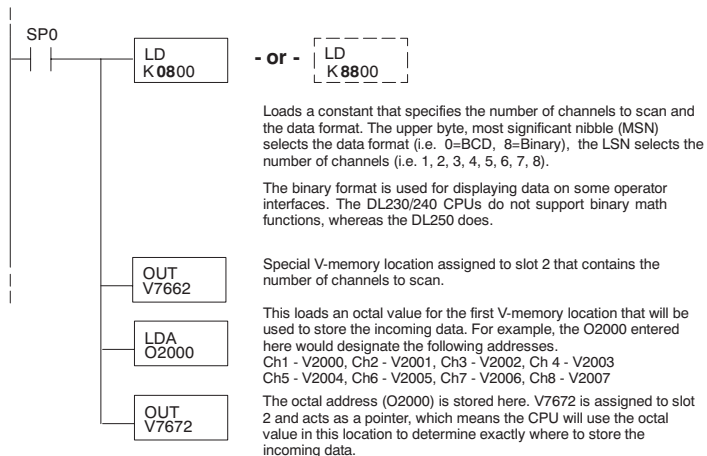 SP0
LD
K0800
- or -
LD
K8800
Loads a constant that specifies the number of channels to scan and
the data format. The upper byte, most significant nibble (MSN)
selects the data format (i.e. 0=BCD, 8=Binary), the LSN selects the
number of channels (i.e. 1, 2, 3, 4, 5, 6, 7, 8).
The binary format is used for displaying data on some operator
interfaces. The DL230/240 CPUs do not support binary math
functions, whereas the DL250 does.
OUT
V7662
Special V-memory location assigned to slot 2 that contains the
number of channels to scan.
LDA
O2000
This loads an octal value for the first V-memory location that will be
used to store the incoming data. For example, the O2000 entered
here would designate the following addresses.
Ch1 - V2000, Ch2 - V2001, Ch3 - V2002, Ch 4 - V2003
Ch5 - V2004, Ch6 - V2005, Ch7 - V2006, Ch8 - V2007
OUT
V7672
The octal address (O2000) is stored here. V7672 is assigned to slot
2 and acts as a pointer, which means the CPU will use the octal
value in this location to determine exactly where to store the
incoming data.